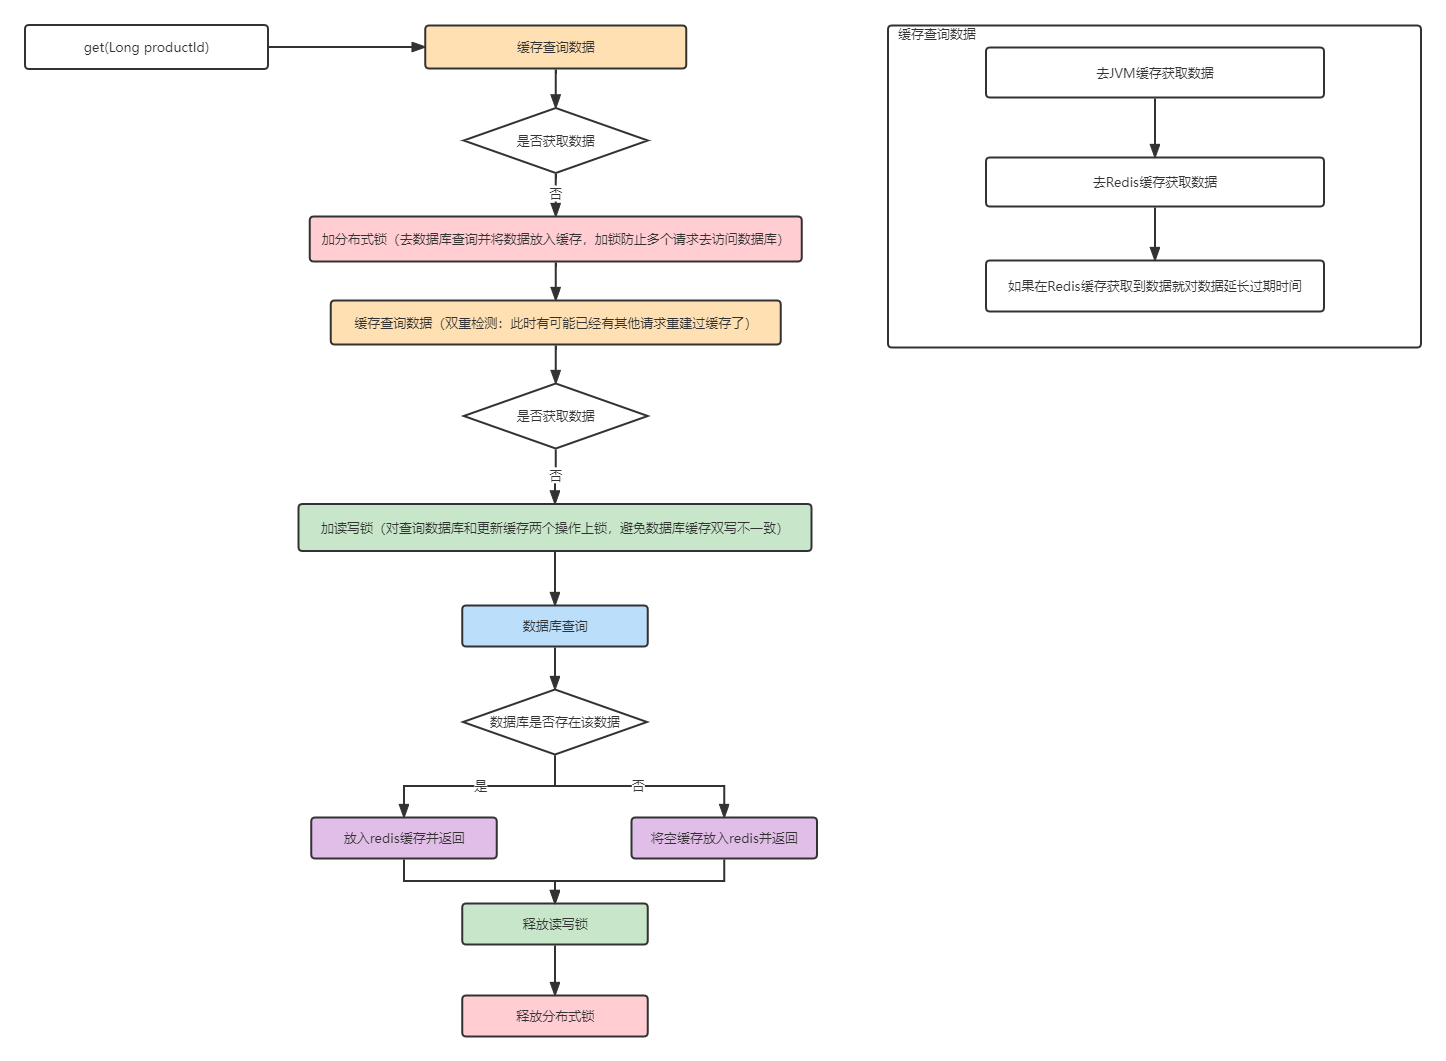 get(Long productId)
缓存查询数据
是否获取数据
否
加分布式锁（去数据库查询并将数据放入缓存，加锁防止多个请求去访问数据库）
缓存查询数据（双重检测：此时有可能已经有其他请求重建过缓存了）
是否获取数据
否
加读写锁（对查询数据库和更新缓存两个操作上锁，避免数据库缓存双写不一致）
数据库查询
数据库是否存在该数据
是
否
放入redis缓存并返回
将空缓存放入redis并返回
释放读写锁
释放分布式锁
缓存查询数据
去JVM缓存获取数据
去Redis缓存获取数据
如果在Redis缓存获取到数据就对数据延长过期时间